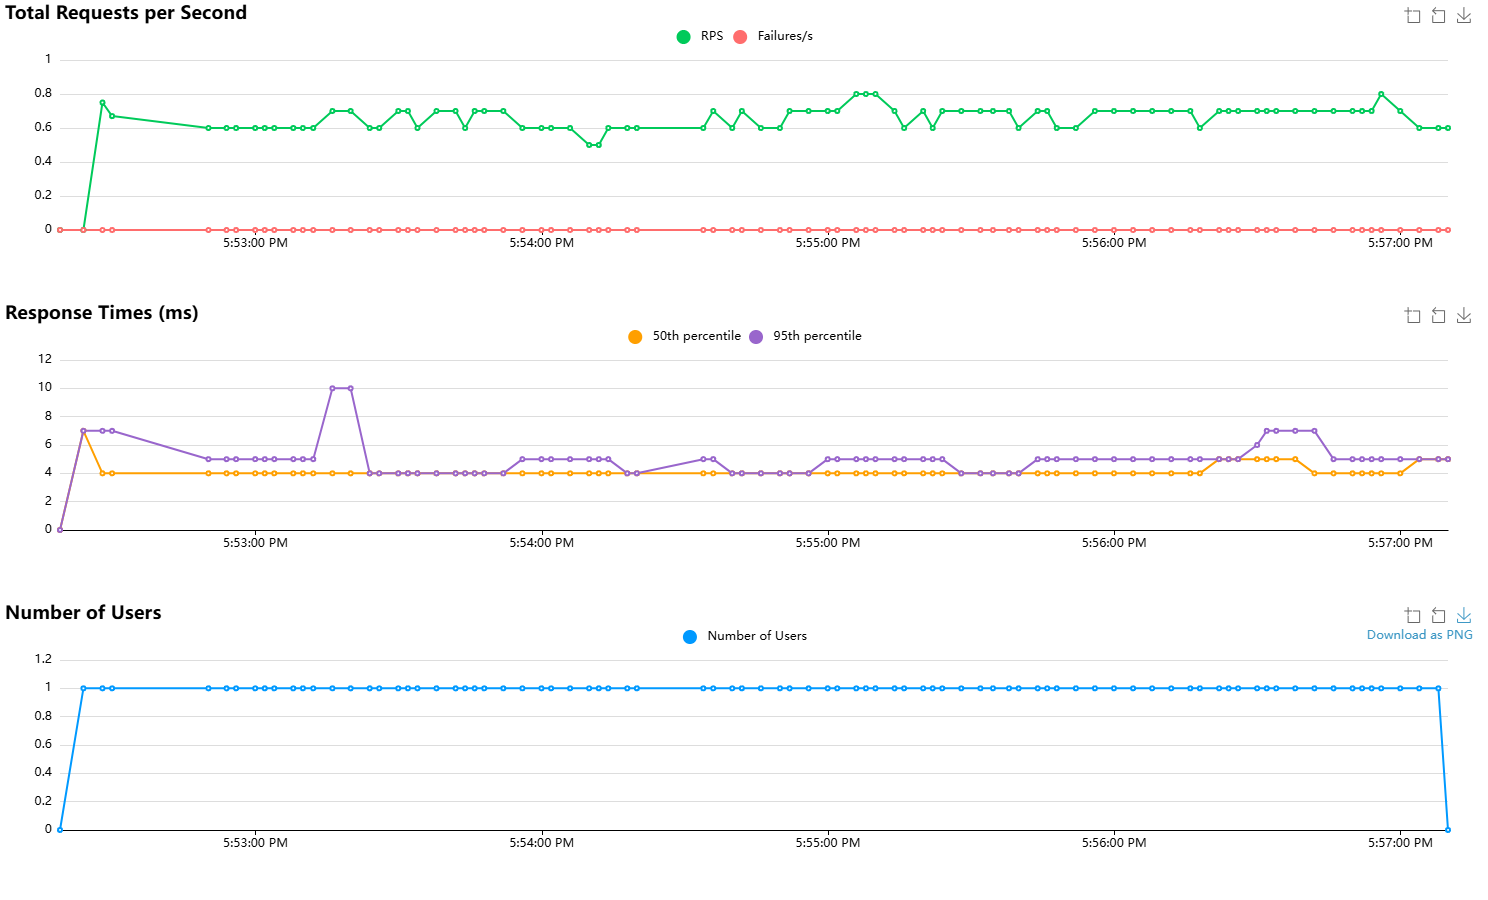 Total Requests per Second
RPS Failures/s
1
0.8
0.6
0.4
0.2
0
5:53:00 PM 5:54:00 PM 5:55:00 PM 5:56:00 PM 5:57:00 PM
Response Times (ms)
50th percentile 95th percentile
12
10
8
6
4
2
0
5:53:00 PM 5:54:00 PM 5:55:00 PM 5:56:00 PM 5:57:00 PM
Number of Users
Number of Users
Download as PNG
1.2
1
0.8
0.6
0.4
0.2
0
5:53:00 PM 5:54:00 PM 5:55:00 PM 5:56:00 PM 5:57:00 PM